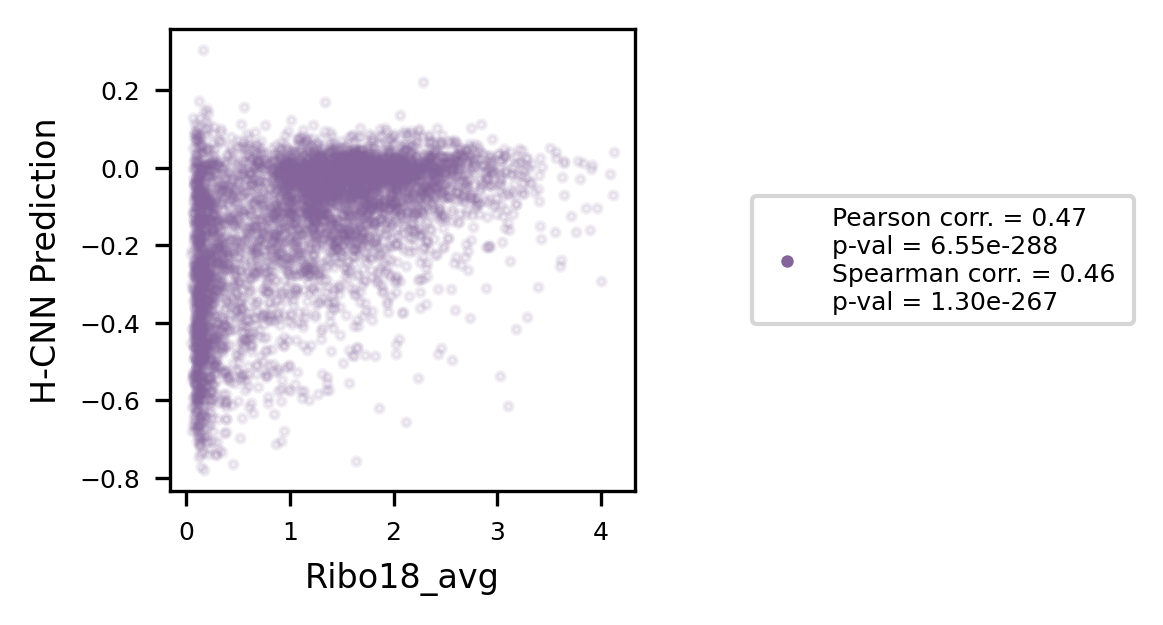 0.2
0.0
−0.2
−0.4
−0.6
−0.8
H-CNN Prediction
0 1 2 3 4
Ribo18_avg
Pearson corr. = 0.47
p-val = 6.55e-288
Spearman corr. = 0.46
p-val = 1.30e-267